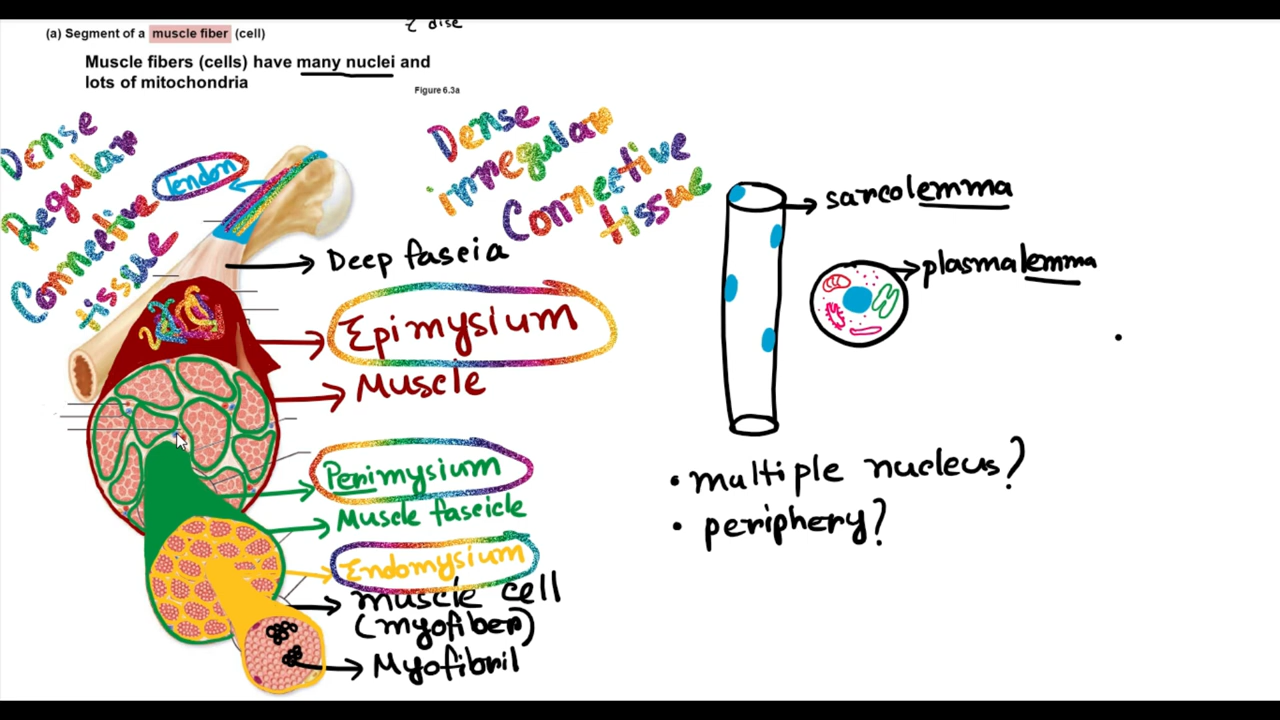 dise
(a) Segment of a muscle fiber (cell)
Muscle fibers (cells) have many nuclei and
lots of mitochondria
Figure 6.3a
Dense
Regular
Connective
tissue
Tendon
Dense
irregular
Connective
tissue
Deep fascia
Epimysium
Muscle
Perimysium
Muscle fascicle
Endomysium
muscle cell
(myofiber)
Myofibril
sarcolemma
plasmalemma
• multiple nucleus?
• periphery?